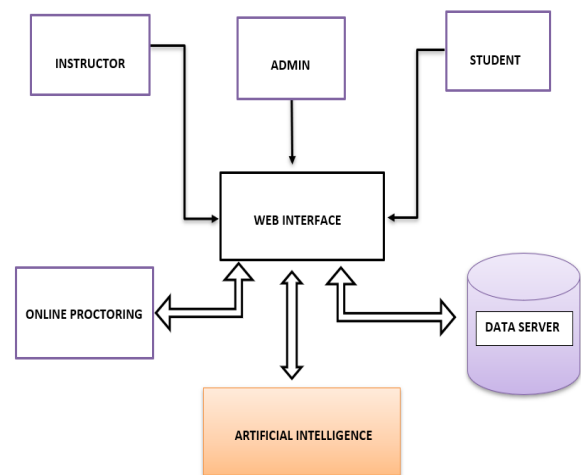 INSTRUCTOR
ADMIN
STUDENT
WEB INTERFACE
ONLINE PROCTORING
DATA SERVER
ARTIFICIAL INTELLIGENCE